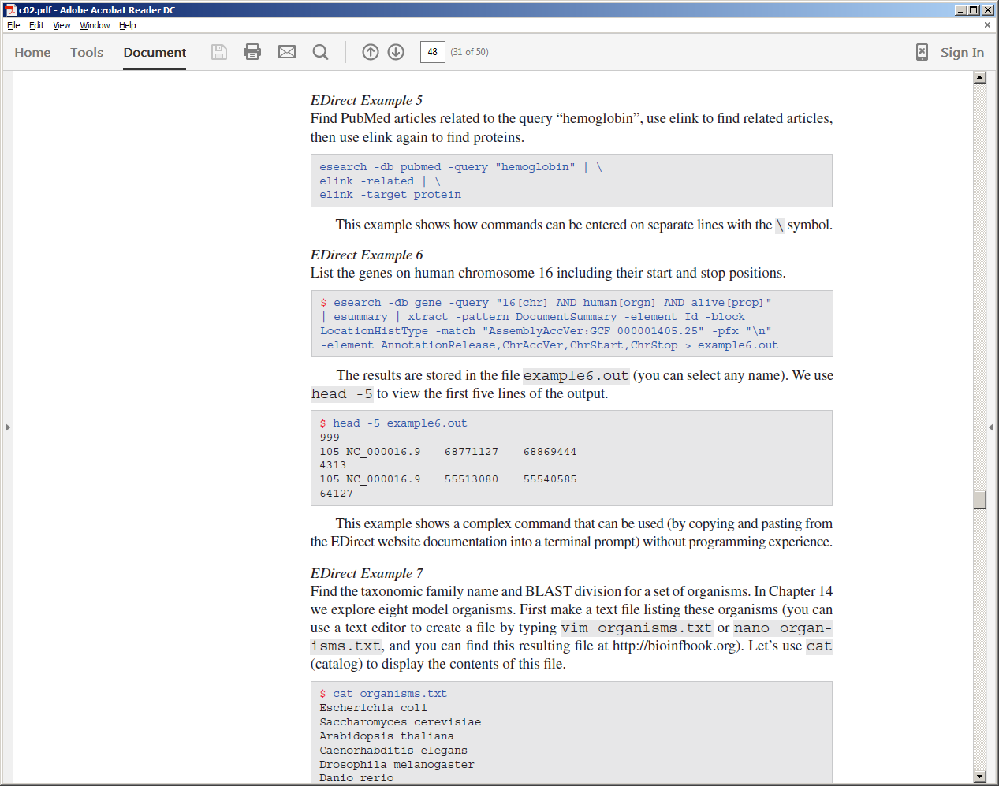 c02.pdf - Adobe Acrobat Reader DC
File Edit View Window Help
Home Tools Document 48 (31 of 50) Sign In
EDirect Example 5
Find PubMed articles related to the query “hemoglobin”, use elink to find related articles,
then use elink again to find proteins.
esearch -db pubmed -query "hemoglobin" | \
elink -related | \
elink -target protein
This example shows how commands can be entered on separate lines with the \ symbol.
EDirect Example 6
List the genes on human chromosome 16 including their start and stop positions.
$ esearch -db gene -query "16[chr] AND human[orgn] AND alive[prop]"
| esummary | xtract -pattern DocumentSummary -element Id -block
LocationHistType -match "AssemblyAccVer:GCF_000001405.25" -pfx "\n"
-element AnnotationRelease,ChrAccVer,ChrStart,ChrStop > example6.out
The results are stored in the file example6.out (you can select any name). We use
head -5 to view the first five lines of the output.
$ head -5 example6.out
999
105 NC_000016.9 68771127 68869444
4313
105 NC_000016.9 55513080 55540585
64127
This example shows a complex command that can be used (by copying and pasting from
the EDirect website documentation into a terminal prompt) without programming experience.
EDirect Example 7
Find the taxonomic family name and BLAST division for a set of organisms. In Chapter 14
we explore eight model organisms. First make a text file listing these organisms (you can
use a text editor to create a file by typing vim organisms.txt or nano organ-
isms.txt, and you can find this resulting file at http://bioinfbook.org). Let’s use cat
(catalog) to display the contents of this file.
$ cat organisms.txt
Escherichia coli
Saccharomyces cerevisiae
Arabidopsis thaliana
Caenorhabditis elegans
Drosophila melanogaster
Danio rerio